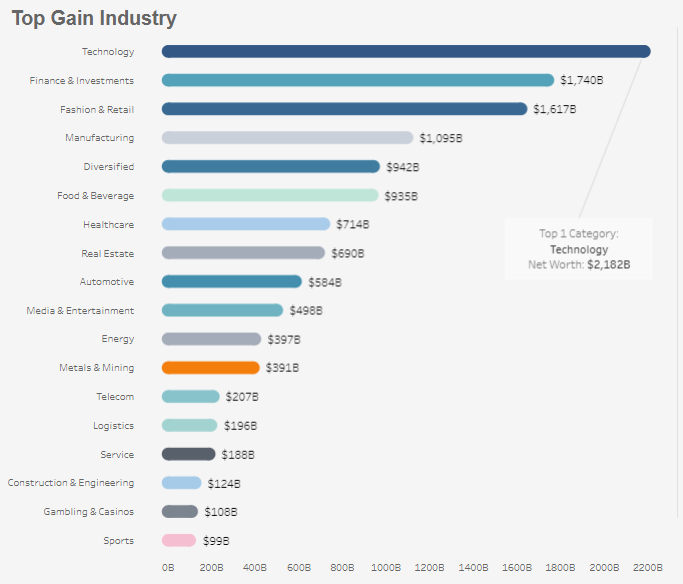 Top Gain Industry
Technology
Finance & Investments $1,740B
Fashion & Retail $1,617B
Manufacturing $1,095B
Diversified $942B
Food & Beverage $935B
Healthcare $714B
Real Estate $690B
Automotive $584B
Media & Entertainment $498B
Energy $397B
Metals & Mining $391B
Telecom $207B
Logistics $196B
Service $188B
Construction & Engineering $124B
Gambling & Casinos $108B
Sports $99B
Top 1 Category:
Technology
Net Worth: $2,182B
0B 200B 400B 600B 800B 1000B 1200B 1400B 1600B 1800B 2000B 2200B